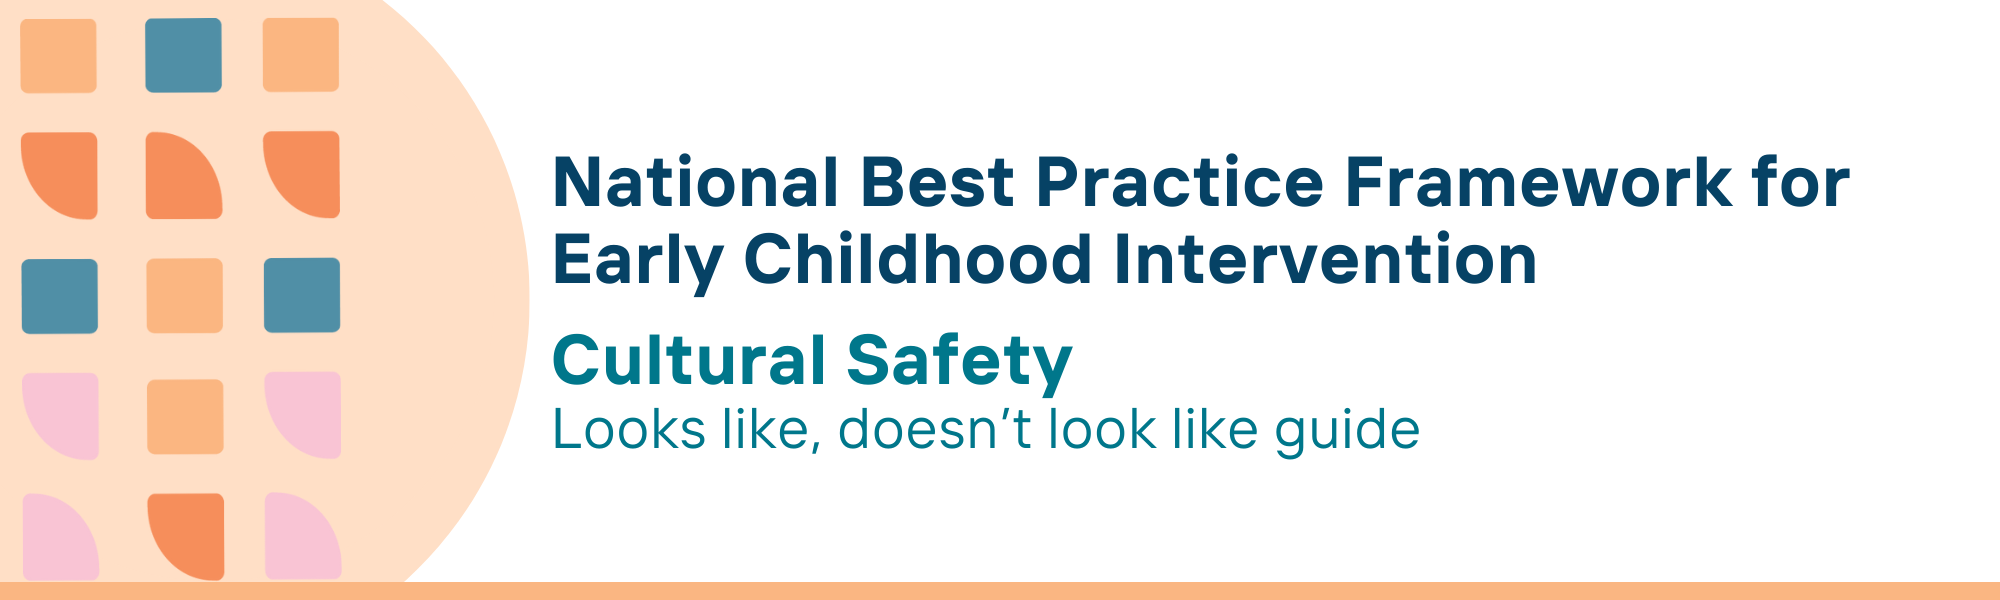 National Best Practice Framework for
Early Childhood Intervention
Cultural Safety
Looks like, doesn’t look like guide